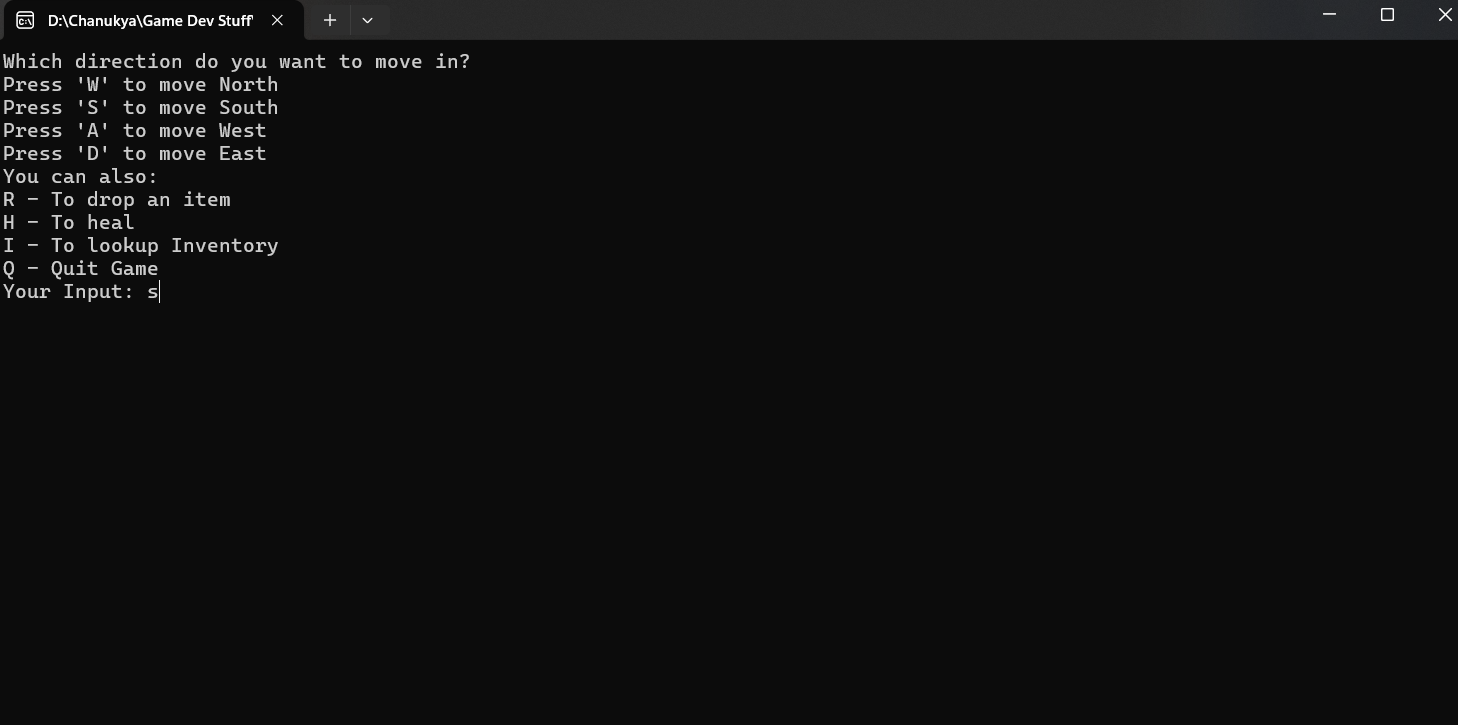 D:\Chanukya\Game Dev Stuff\
Which direction do you want to move in?
Press 'W' to move North
Press 'S' to move South
Press 'A' to move West
Press 'D' to move East
You can also:
R - To drop an item
H - To heal
I - To lookup Inventory
Q - Quit Game
Your Input: s